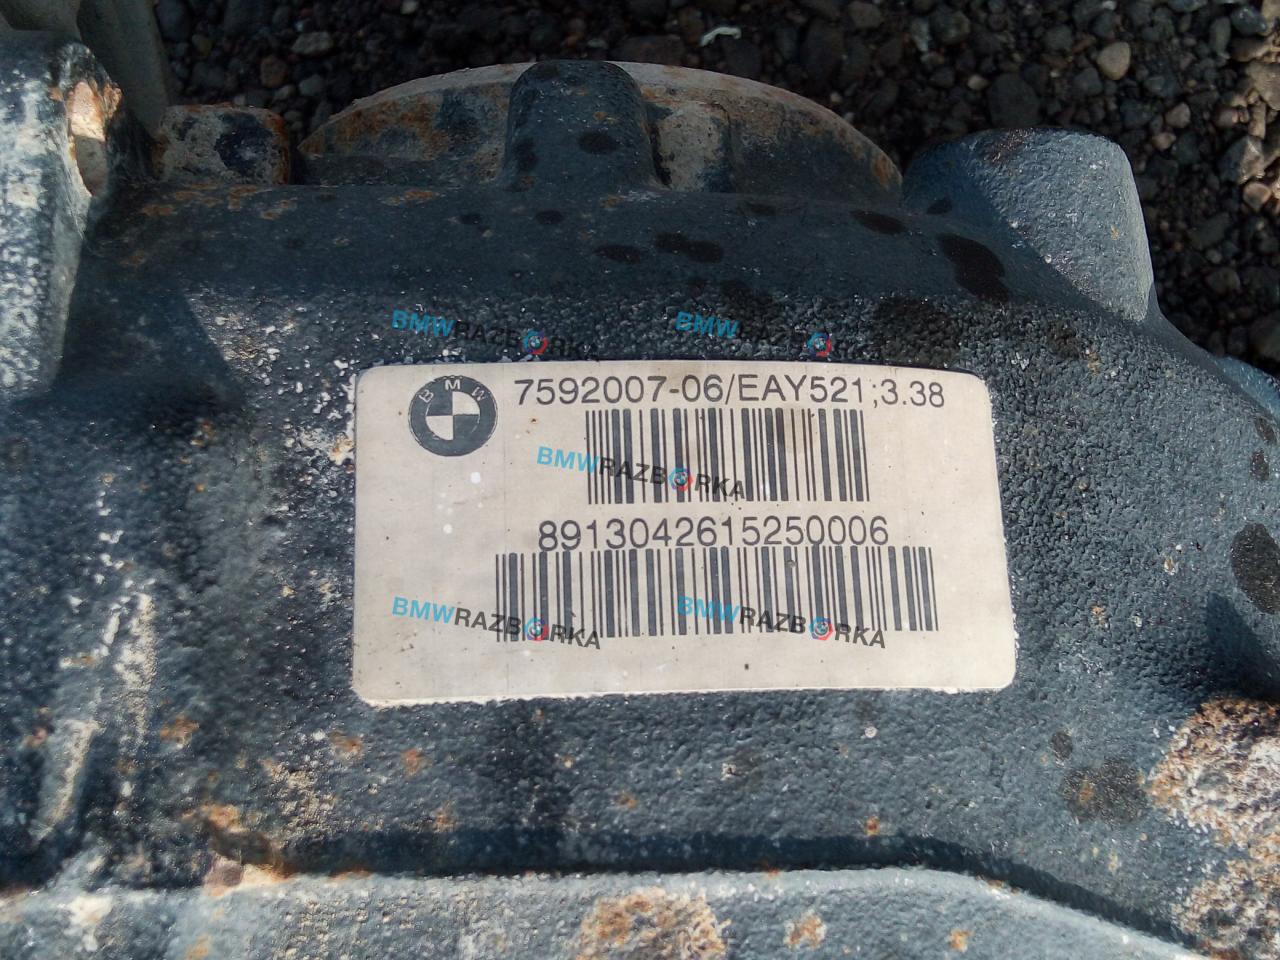 BMWRAZBORKA BMWRAZBORKA
BMW 7592007-06/EAY521;3.38
BMWRAZBORKA
8913042615250006
BMWRAZBORKA BMWRAZBORKA